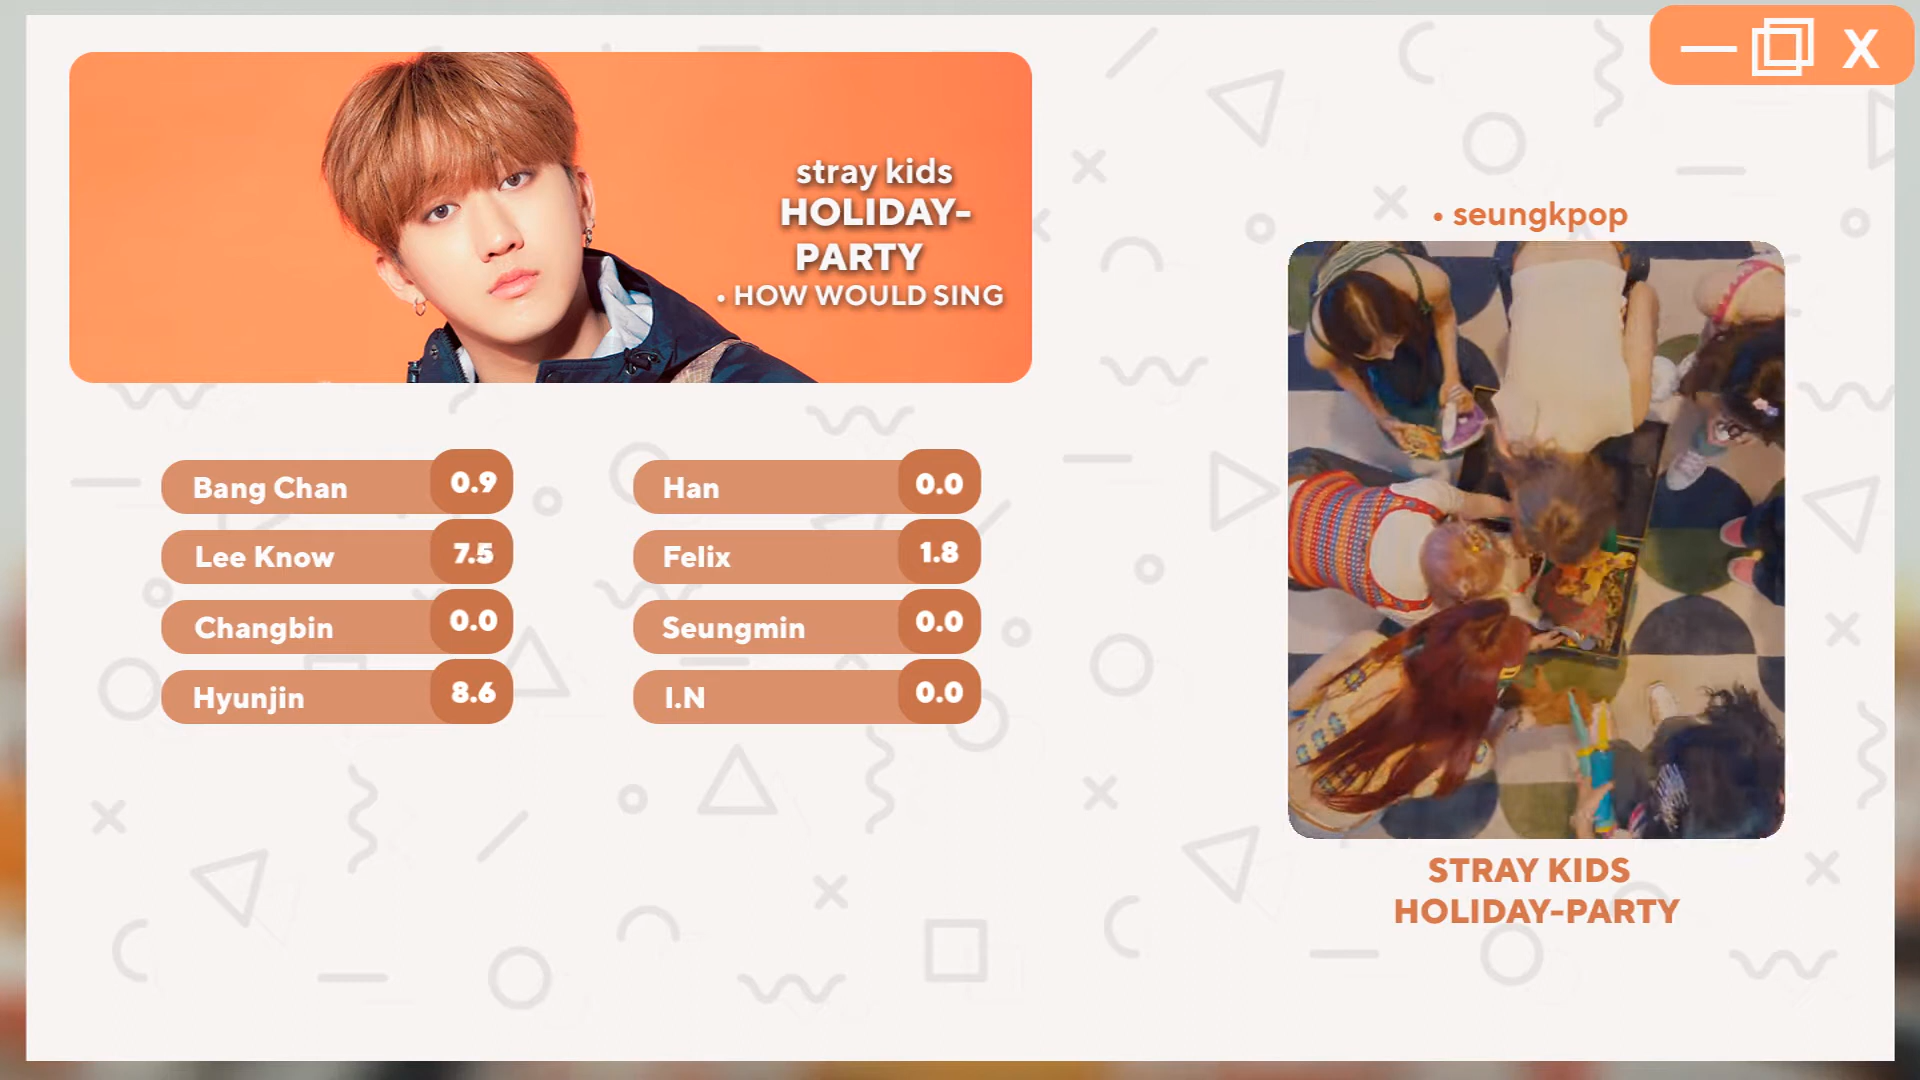 stray kids
HOLIDAY-
PARTY
• HOW WOULD SING
Bang Chan 0.9
Lee Know 7.5
Changbin 0.0
Hyunjin 8.6
Han 0.0
Felix 1.8
Seungmin 0.0
I.N 0.0
X
• seungkpop
STRAY KIDS
HOLIDAY-PARTY